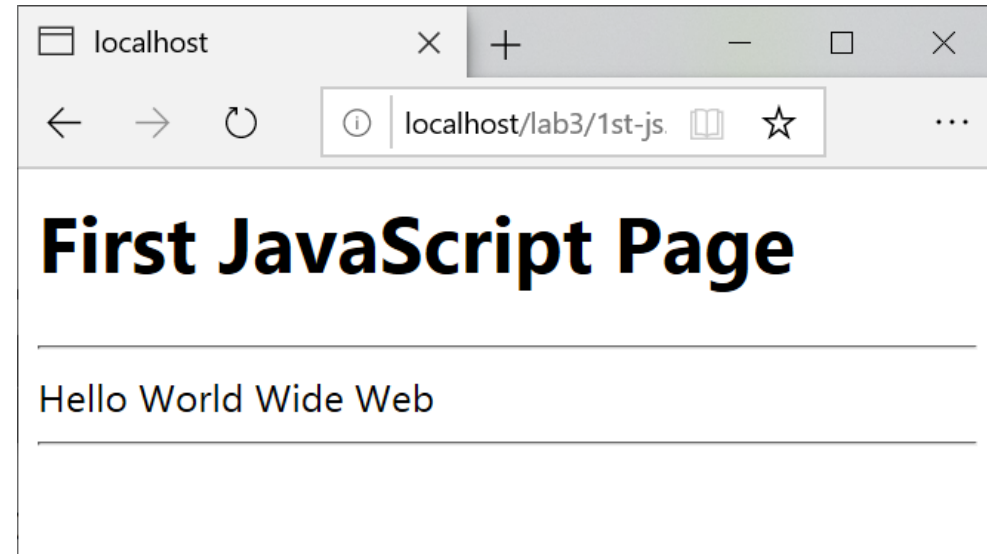 localhost
localhost/lab3/1st-js.
First JavaScript Page
Hello World Wide Web